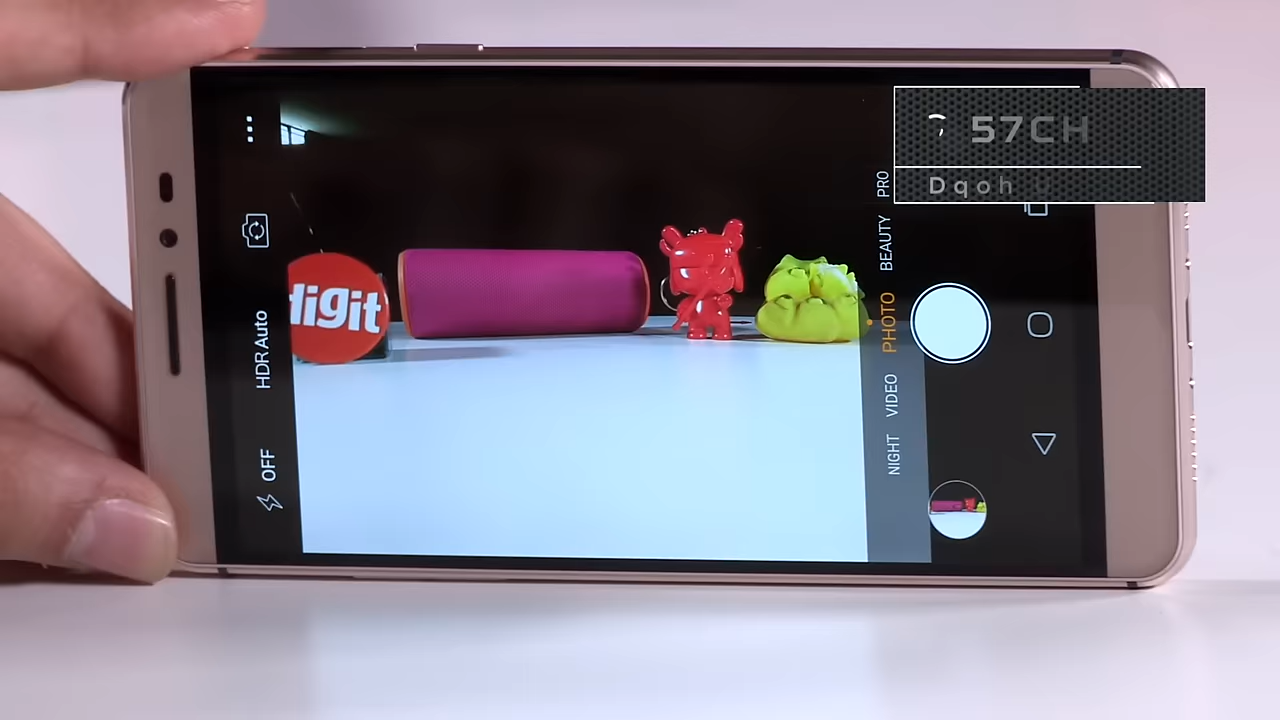 57CH
Dqoh U
PRO
BEAUTY
PHOTO
VIDEO
NIGHT
HDR Auto
OFF
digit